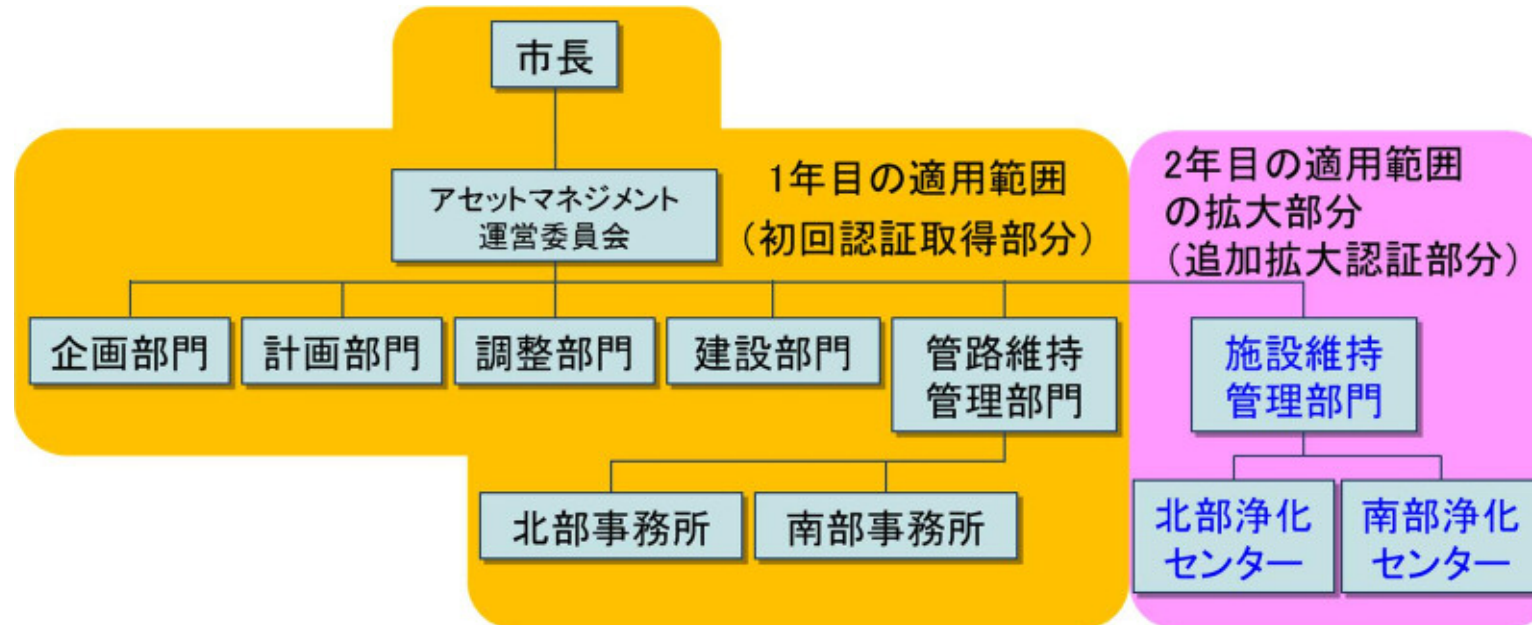 市長
アセットマネジメント
運営委員会
1年目の適用範囲
（初回認証取得部分）
2年目の適用範囲
の拡大部分
（追加拡大認証部分）
企画部門
計画部門
調整部門
建設部門
管路維持
管理部門
施設維持
管理部門
北部事務所
南部事務所
北部浄化
センター
南部浄化
センター